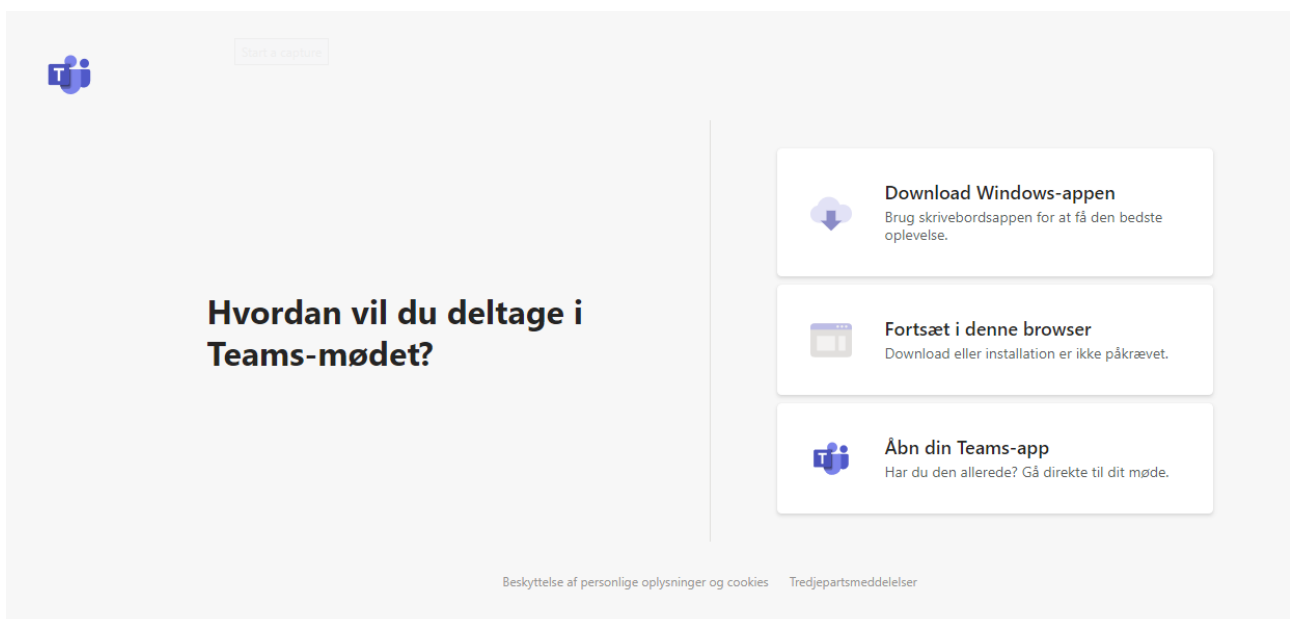 Start a capture
Hvordan vil du deltage i
Teams-mødet?
Download Windows-appen
Brug skrivebordsappen for at få den bedste
oplevelse.
Fortsæt i denne browser
Download eller installation er ikke påkrævet.
Åbn din Teams-app
Har du den allerede? Gå direkte til dit møde.
Beskyttelse af personlige oplysninger og cookies Tredjepartsmeddelelser